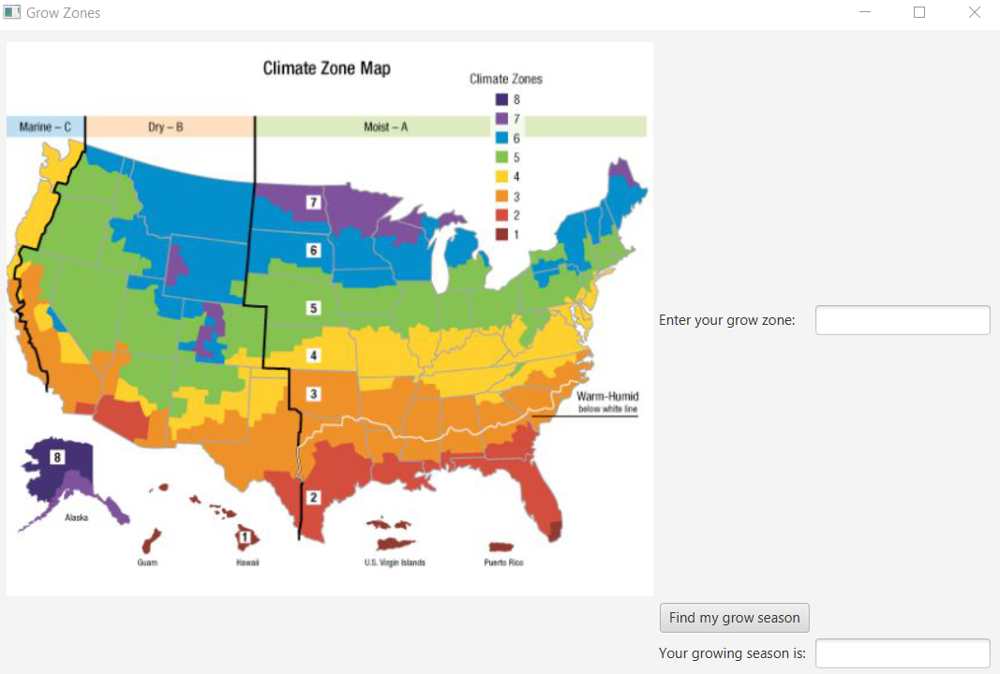 Grow Zones
Climate Zone Map
Climate Zones
8
7
6
5
4
3
2
1
Marine – C
Dry – B
Moist – A
7
6
5
4
3
2
8
1
Warm-Humid
below white line
Alaska
Guam
Hawaii
U.S. Virgin Islands
Puerto Rico
Enter your grow zone:
Find my grow season
Your growing season is: